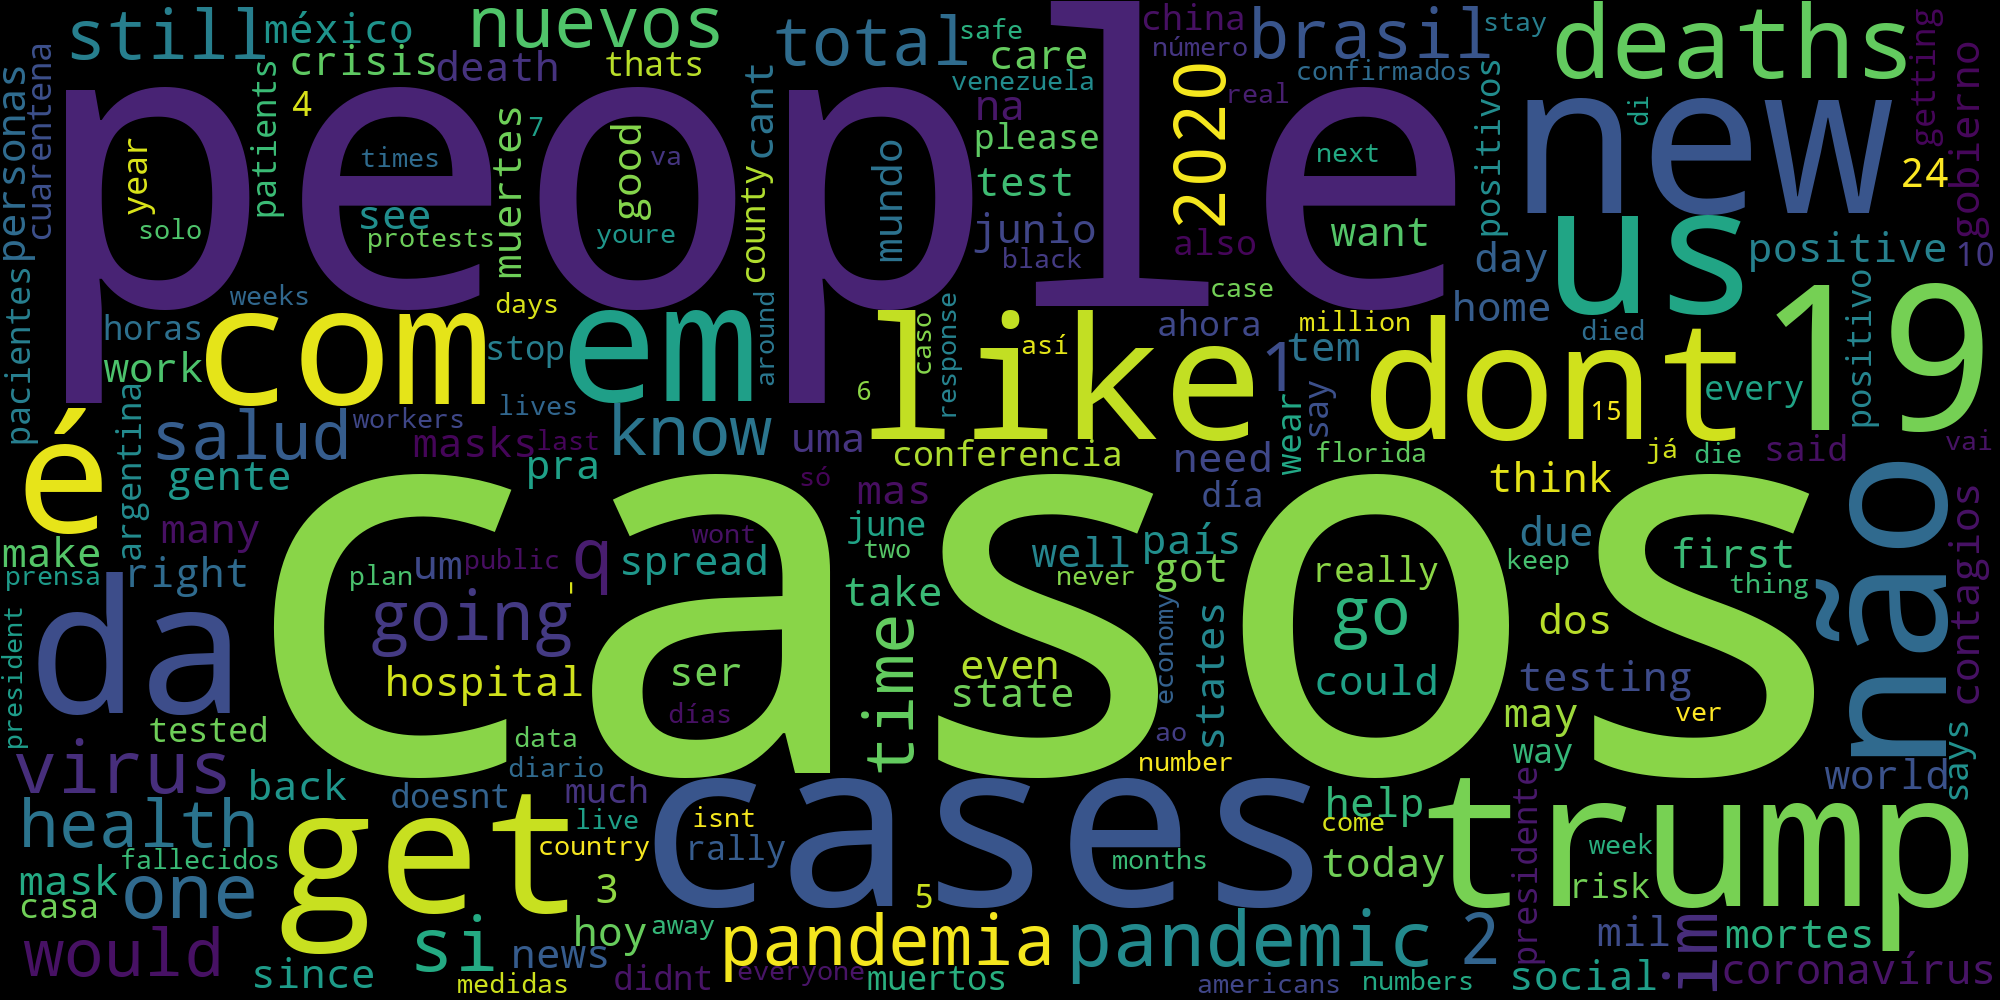 still
méxico
nuevos
total
safe
care
china
número
brasil
stay
deaths
getting
crisis
death
thats
venezuela
2020
confirmados
personas
cuarentena
patients
4
people
muertes
7
cant
na
real
positivos
di
new
gobierno
year
times
good
va
mundo
please
test
next
24
solo
see
protests
youre
county
junio
also
want
us
day
positive
10
black
pacientes
weeks
days
around
response
case
home
positivo
19
horas
com
em
like
caso
así
ahora
million
died
1
tem
dont
work
stop
6
say
15
every
argentina
workers
lives
é
salud
masks
last
know
uma
conferencia
need
wear
florida
já
die
said
vai
gente
pra
só
mas
día
think
não
many
june
contagios
make
q
wont
two
well
país
due
first
prensa
right
plan
um
public
spread
never
got
really
keep
thing
da
casos
going
-
take
economy
states
go
dos
president
hospital
ser
time
even
state
could
testing
tested
días
ao
may
ver
says
virus
data
diario
number
way
back
doesnt
much
world
health
get
live
isnt
cases
help
come
trump
fallecidos
country
rally
months
today
presidente
week
mask
casa
one
3
5
risk
would
si
hoy
away
pandemia
pandemic
2
mil
im
mortes
since
news
medidas
didnt
everyone
muertos
americans
numbers
social
coronavírus